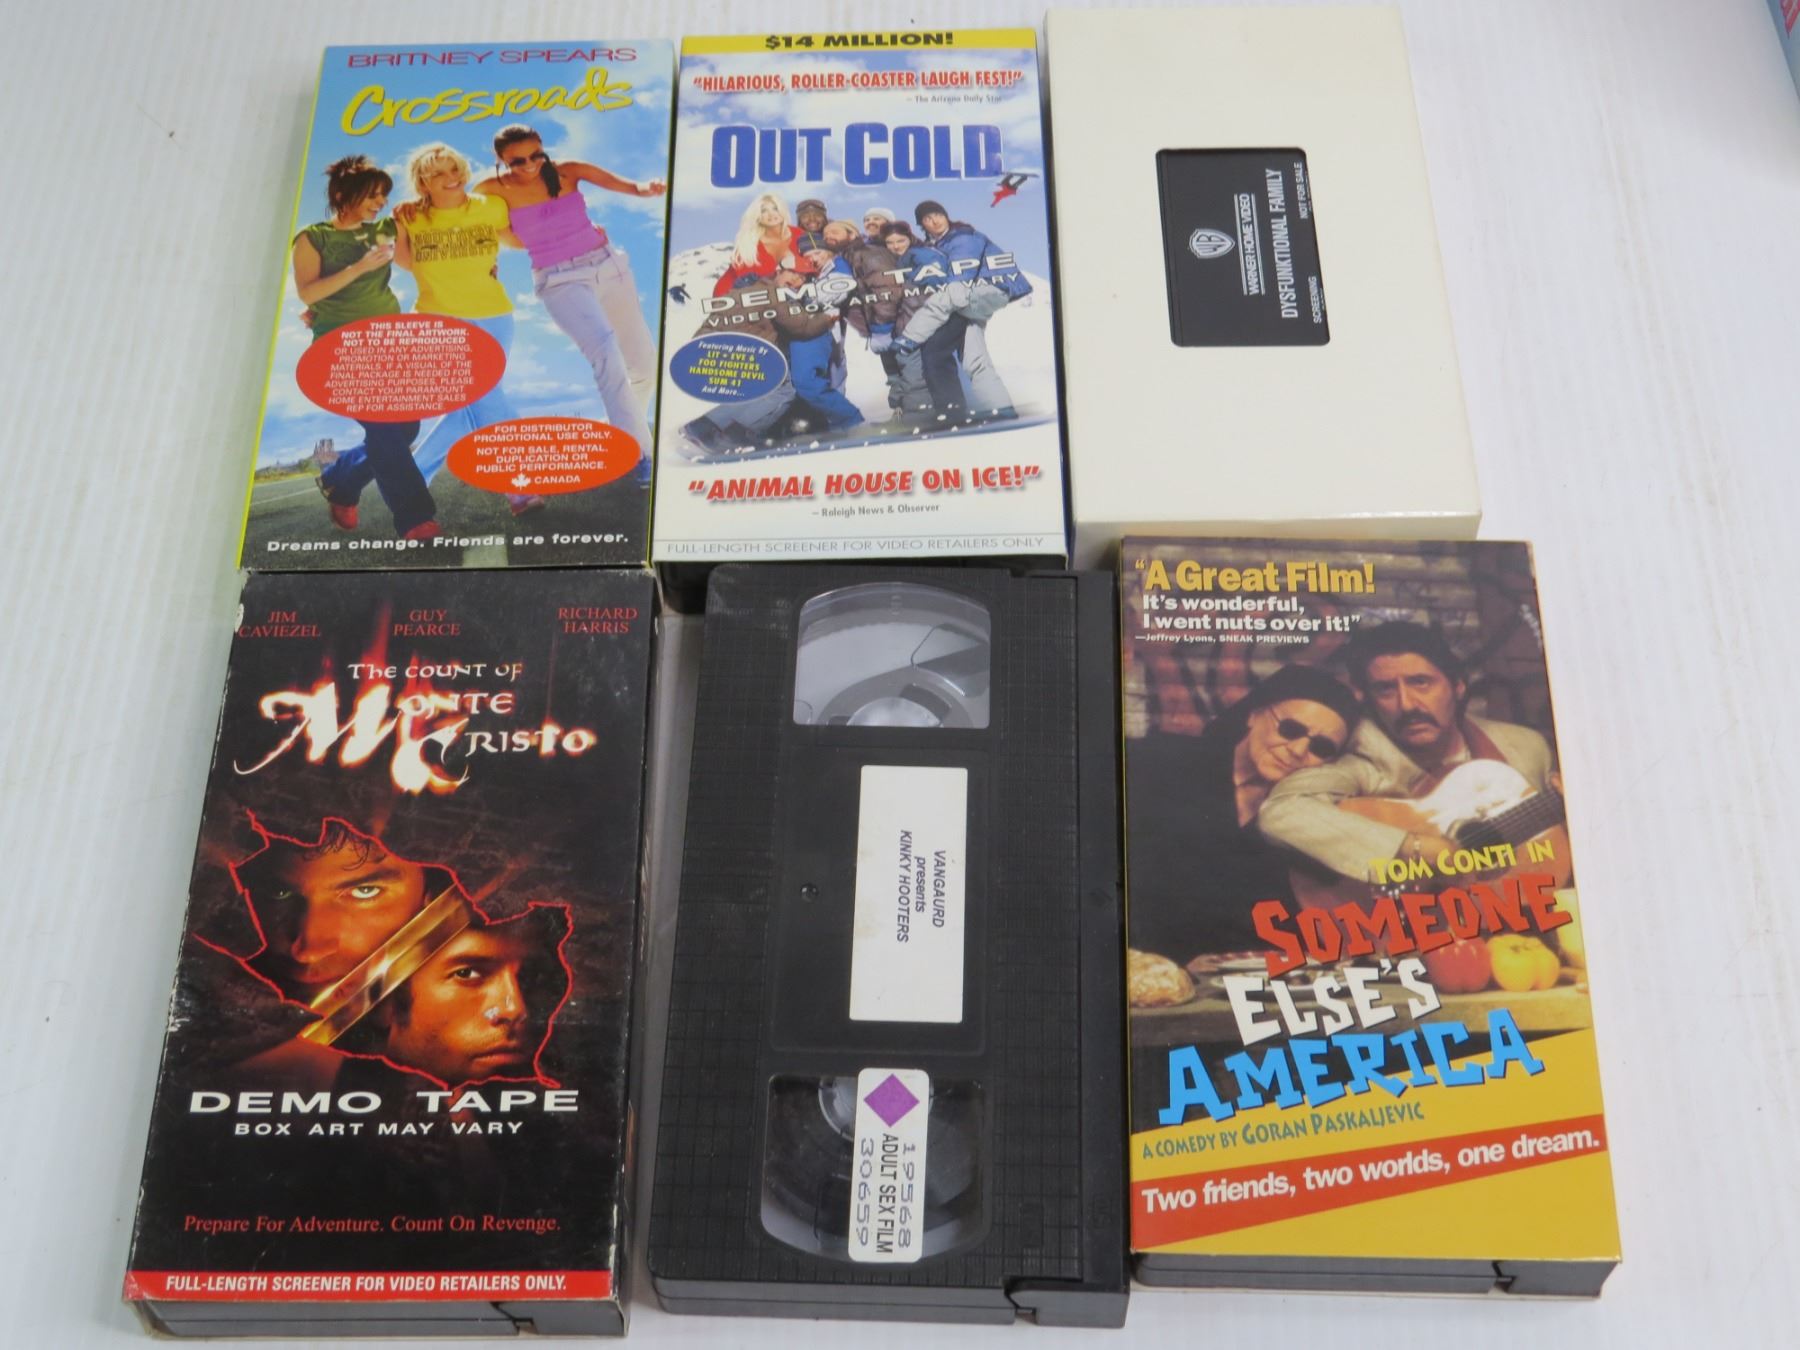 BRITNEY SPEARS
Crossroads
THIS SLEEVE IS
NOT THE FINAL ARTWORK.
NOT TO BE REPRODUCED
OR USED IN ANY ADVERTISING,
PROMOTION OR MARKETING
MATERIALS. IF A VISUAL OF THE
FINAL PACKAGE IS NEEDED FOR
ADVERTISING PURPOSES, PLEASE
CONTACT YOUR PARAMOUNT
HOME ENTERTAINMENT SALES
REP FOR ASSISTANCE.
FOR DISTRIBUTOR
PROMOTIONAL USE ONLY.
NOT FOR SALE, RENTAL,
DUPLICATION OR
PUBLIC PERFORMANCE.
CANADA
Dreams change. Friends are forever.
$14 MILLION!
"HILARIOUS, ROLLER-COASTER LAUGH FEST!"
– The Arizona Daily Star
OUT COLD
DEMO TAPE
VIDEO BOX ART MAY VARY
Featuring Music By
LIT • EVE 6
FOO FIGHTERS
HANDSOME DEVIL
SUM 41
And More...
"ANIMAL HOUSE ON ICE!"
– Raleigh News & Observer
FULL-LENGTH SCREENER FOR VIDEO RETAILERS ONLY
WB
WARNER HOME VIDEO
DYSFUNKTIONAL FAMILY
SCREENING NOT FOR SALE
JIM CAVIEZEL
GUY PEARCE
RICHARD HARRIS
THE COUNT OF
MONTE
CRISTO
DEMO TAPE
BOX ART MAY VARY
Prepare For Adventure. Count On Revenge.
FULL-LENGTH SCREENER FOR VIDEO RETAILERS ONLY.
VANGAURD
presents
KINKY HOOTERS
19568
ADULT SEX FILM
30659
"A Great Film!
It's wonderful,
I went nuts over it!"
—Jeffrey Lyons, SNEAK PREVIEWS
TOM CONTI IN
SOMEONE
ELSE'S
AMERICA
A COMEDY BY GORAN PASKALJEVIC
Two friends, two worlds, one dream.